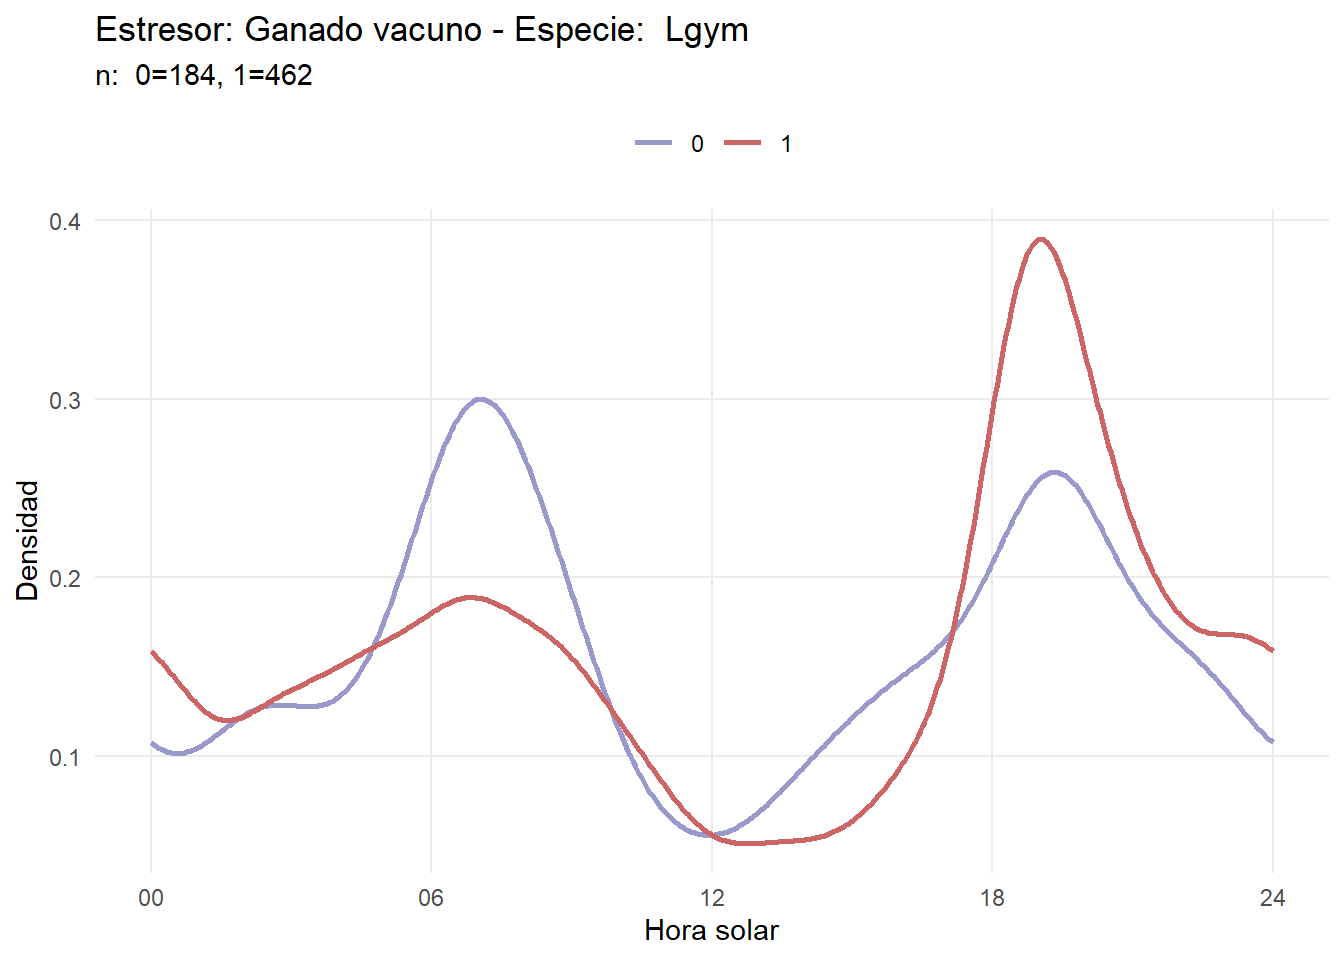 Estresor: Ganado vacuno - Especie:  Lgym
n:  0=184, 1=462
0 1
0.4
0.3
0.2
0.1
Densidad
00 06 12 18 24
Hora solar